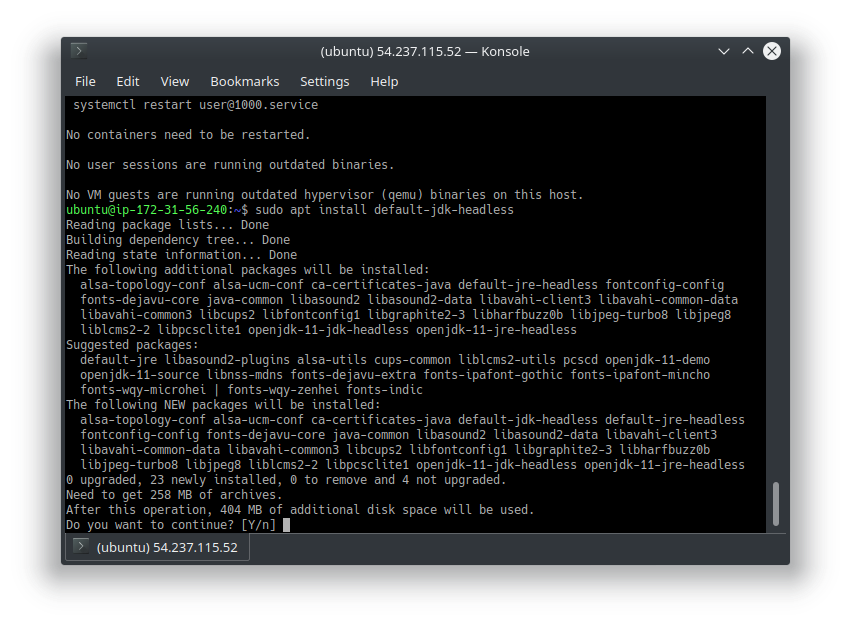 (ubuntu) 54.237.115.52 — Konsole
File Edit View Bookmarks Settings Help
systemctl restart user@1000.service
No containers need to be restarted.
No user sessions are running outdated binaries.
No VM guests are running outdated hypervisor (qemu) binaries on this host.
ubuntu@ip-172-31-56-240:~$ sudo apt install default-jdk-headless
Reading package lists... Done
Building dependency tree... Done
Reading state information... Done
The following additional packages will be installed:
alsa-topology-conf alsa-ucm-conf ca-certificates-java default-jre-headless fontconfig-config
fonts-dejavu-core java-common libasound2 libasound2-data libavahi-client3 libavahi-common-data
libavahi-common3 libcups2 libfontconfig1 libgraphite2-3 libharfbuzz0b libjpeg-turbo8 libjpeg8
liblcms2-2 libpcsclite1 openjdk-11-jdk-headless openjdk-11-jre-headless
Suggested packages:
default-jre libasound2-plugins alsa-utils cups-common liblcms2-utils pcscd openjdk-11-demo
openjdk-11-source libnss-mdns fonts-dejavu-extra fonts-ipafont-gothic fonts-ipafont-mincho
fonts-wqy-microhei | fonts-wqy-zenhei fonts-indic
The following NEW packages will be installed:
alsa-topology-conf alsa-ucm-conf ca-certificates-java default-jdk-headless default-jre-headless
fontconfig-config fonts-dejavu-core java-common libasound2 libasound2-data libavahi-client3
libavahi-common-data libavahi-common3 libcups2 libfontconfig1 libgraphite2-3 libharfbuzz0b
libjpeg-turbo8 libjpeg8 liblcms2-2 libpcsclite1 openjdk-11-jdk-headless openjdk-11-jre-headless
0 upgraded, 23 newly installed, 0 to remove and 4 not upgraded.
Need to get 258 MB of archives.
After this operation, 404 MB of additional disk space will be used.
Do you want to continue? [Y/n]
(ubuntu) 54.237.115.52